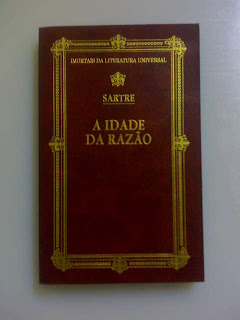 IMORTAIS DA LITERATURA UNIVERSAL
SARTRE
A IDADE
DA RAZÃO